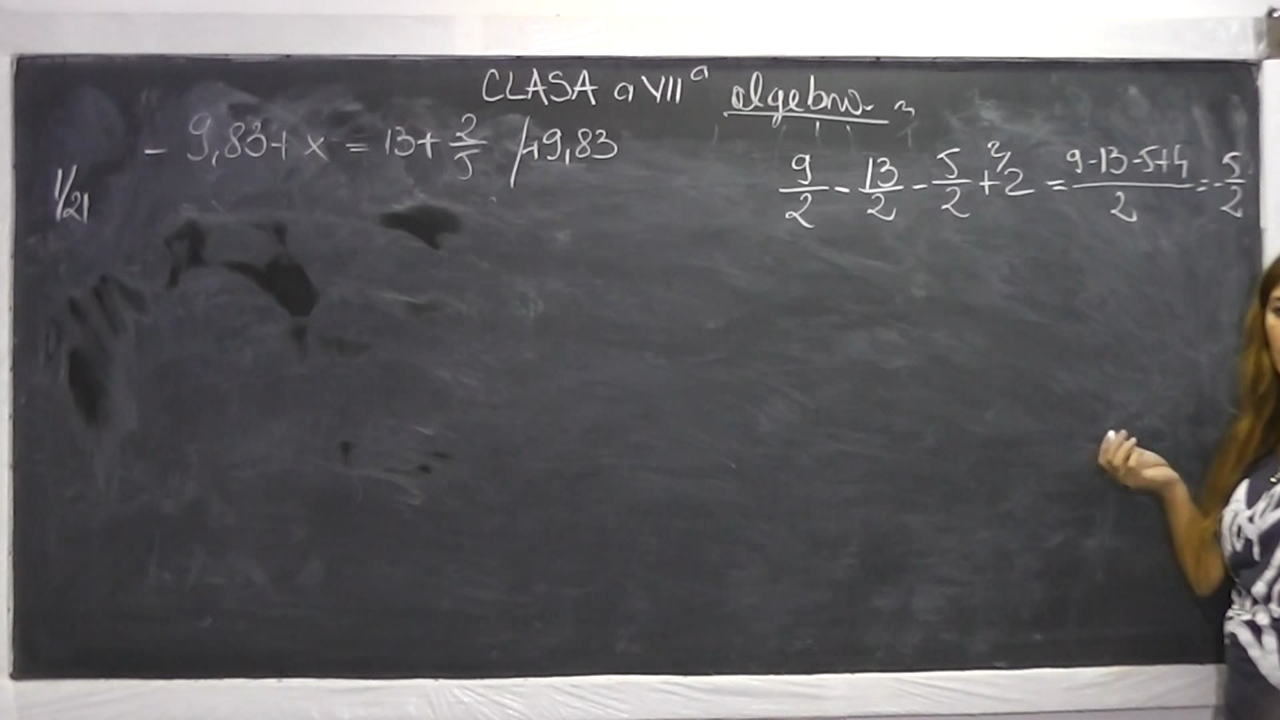 CLASA a VII a algebra
- 9,83 + x = 13 + 2/5 /+9,83
1/21
9/2 - 13/2 - 5/2 + 2/2 = 9-13-5+4/2 = -5/2